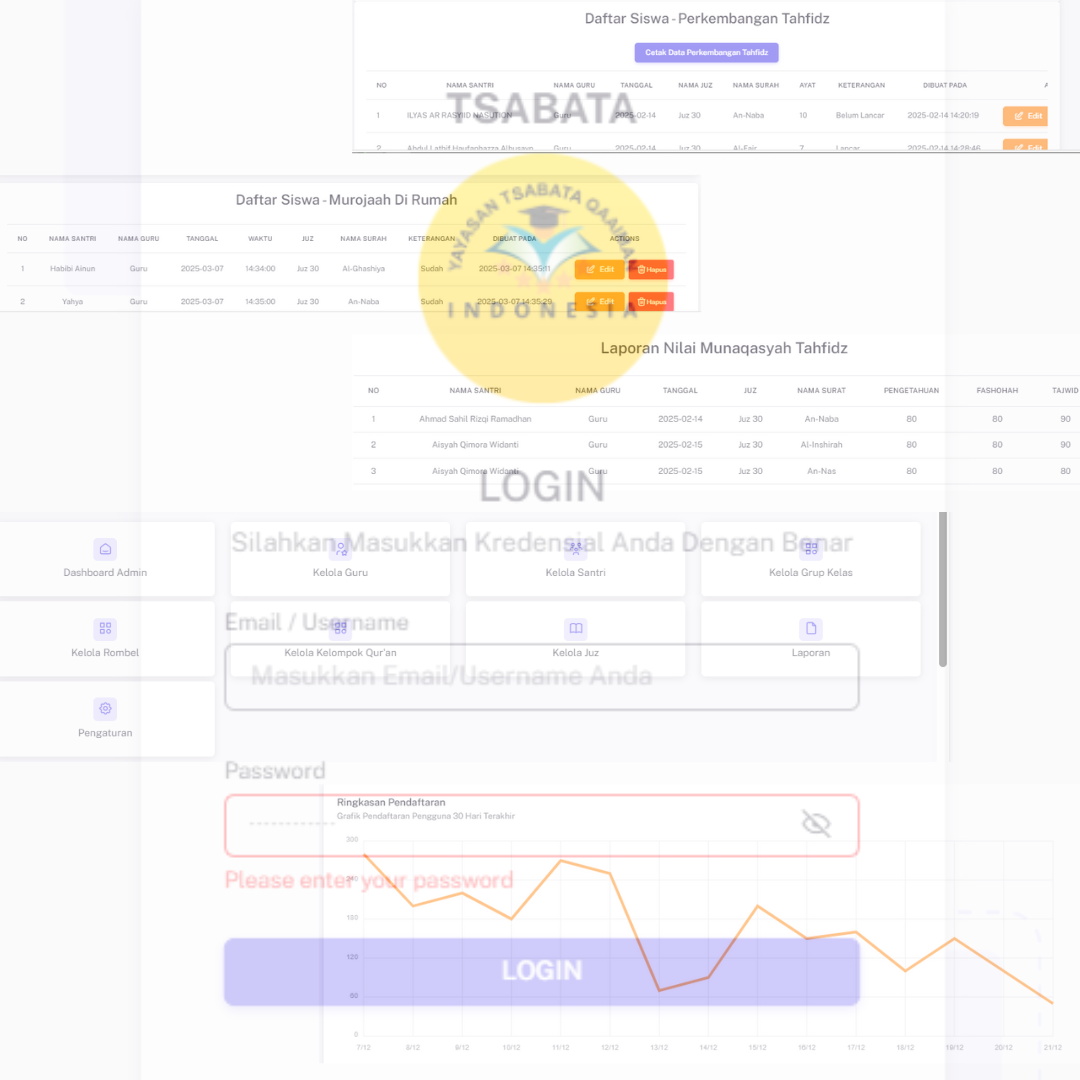 Daftar Siswa - Perkembangan Tahfidz
Cetak Data Perkembangan Tahfidz
NO NAMA SANTRI NAMA GURU TANGGAL NAMA JUZ NAMA SURAH AYAT KETERANGAN DIBUAT PADA A
TSABATA
1 ILYAS AR RASYIID NASUTION Guru 2025-02-14 Juz 30 An-Naba 10 Belum Lancar 2025-02-14 14:20:19 Edit
2 Abdul Lathif Guru 2025-02-14 Juz 30 Al-Fajr 7 Lancar 2025-02-14 14:28:46 Edit
YAYASAN TSABATA
INDONESIA
Daftar Siswa - Murojaah Di Rumah
NO NAMA SANTRI NAMA GURU TANGGAL WAKTU JUZ NAMA SURAH KETERANGAN DIBUAT PADA ACTIONS
1 Habibi Ainun Guru 2025-03-07 14:34:00 Juz 30 Al-Ghashiya Sudah 2025-03-07 14:35:11 Edit Hapus
2 Yahya Guru 2025-03-07 14:35:00 Juz 30 An-Naba Sudah 2025-03-07 14:35:29 Edit Hapus
Laporan Nilai Munaqasyah Tahfidz
NO NAMA SANTRI NAMA GURU TANGGAL JUZ NAMA SURAT PENGETAHUAN FASHOHAH TAJWID
1 Ahmad Sahil Rizqi Ramadhan Guru 2025-02-14 Juz 30 An-Naba 80 80 90
2 Aisyah Qimora Widanti Guru 2025-02-15 Juz 30 Al-Inshirah 80 80 90
3 Aisyah Qimora Widanti Guru 2025-02-15 Juz 30 An-Nas 80 80 80
LOGIN
Silahkan Masukkan Kredensial Anda Dengan Benar
Dashboard Admin Kelola Guru Kelola Santri Kelola Grup Kelas
Email / Username
Kelola Rombel Kelola Kelompok Qur'an Kelola Juz Laporan
Masukkan Email/Username Anda
Pengaturan
Password
Ringkasan Pendaftaran
Grafik Pendaftaran Pengguna 30 Hari Terakhir
Please enter your password
LOGIN
300
240
180
120
60
0
7/12 8/12 9/12 10/12 11/12 12/12 13/12 14/12 15/12 16/12 17/12 18/12 19/12 20/12 21/12